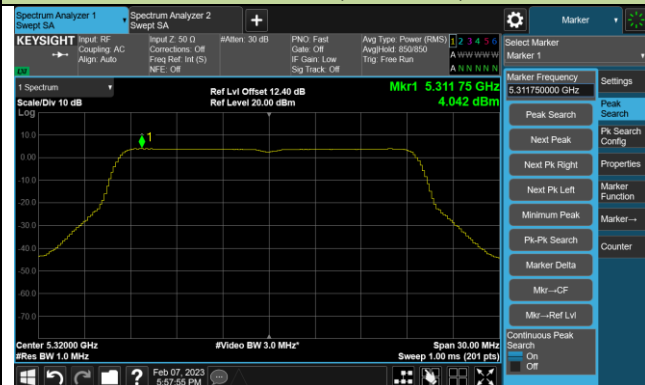 Spectrum Analyzer 1
Swept SA
Spectrum Analyzer 2
Swept SA
+
Marker
KEYSIGHT
Input: RF
Coupling: AC
Align: Auto
Input Z: 50 Ω
Corrections: Off
Freq Ref: Int (S)
NFE: Off
#Atten: 30 dB
PNO: Fast
Gate: Off
IF Gain: Low
Sig Track: Off
Avg Type: Power (RMS)
Avg|Hold: 850/850
Trig: Free Run
1 2 3 4 5 6
A W W W W W
A N N N N N
LXI
Select Marker
Marker 1
1 Spectrum
Scale/Div 10 dB
Log
Ref Lvl Offset 12.40 dB
Ref Level 20.00 dBm
Mkr1 5.311 75 GHz
4.042 dBm
10.0
0.00
-10.0
-20.0
-30.0
-40.0
-50.0
-60.0
-70.0
1
Center 5.32000 GHz
#Res BW 1.0 MHz
#Video BW 3.0 MHz*
Span 30.00 MHz
Sweep 1.00 ms (201 pts)
Marker Frequency
5.311750000 GHz
Peak Search
Next Peak
Next Pk Right
Next Pk Left
Minimum Peak
Pk-Pk Search
Marker Delta
Mkr→CF
Mkr→Ref Lvl
Continuous Peak
Search
On
Off
Settings
Peak
Search
Pk Search
Config
Properties
Marker
Function
Marker→
Counter
?
Feb 07, 2023
5:57:55 PM